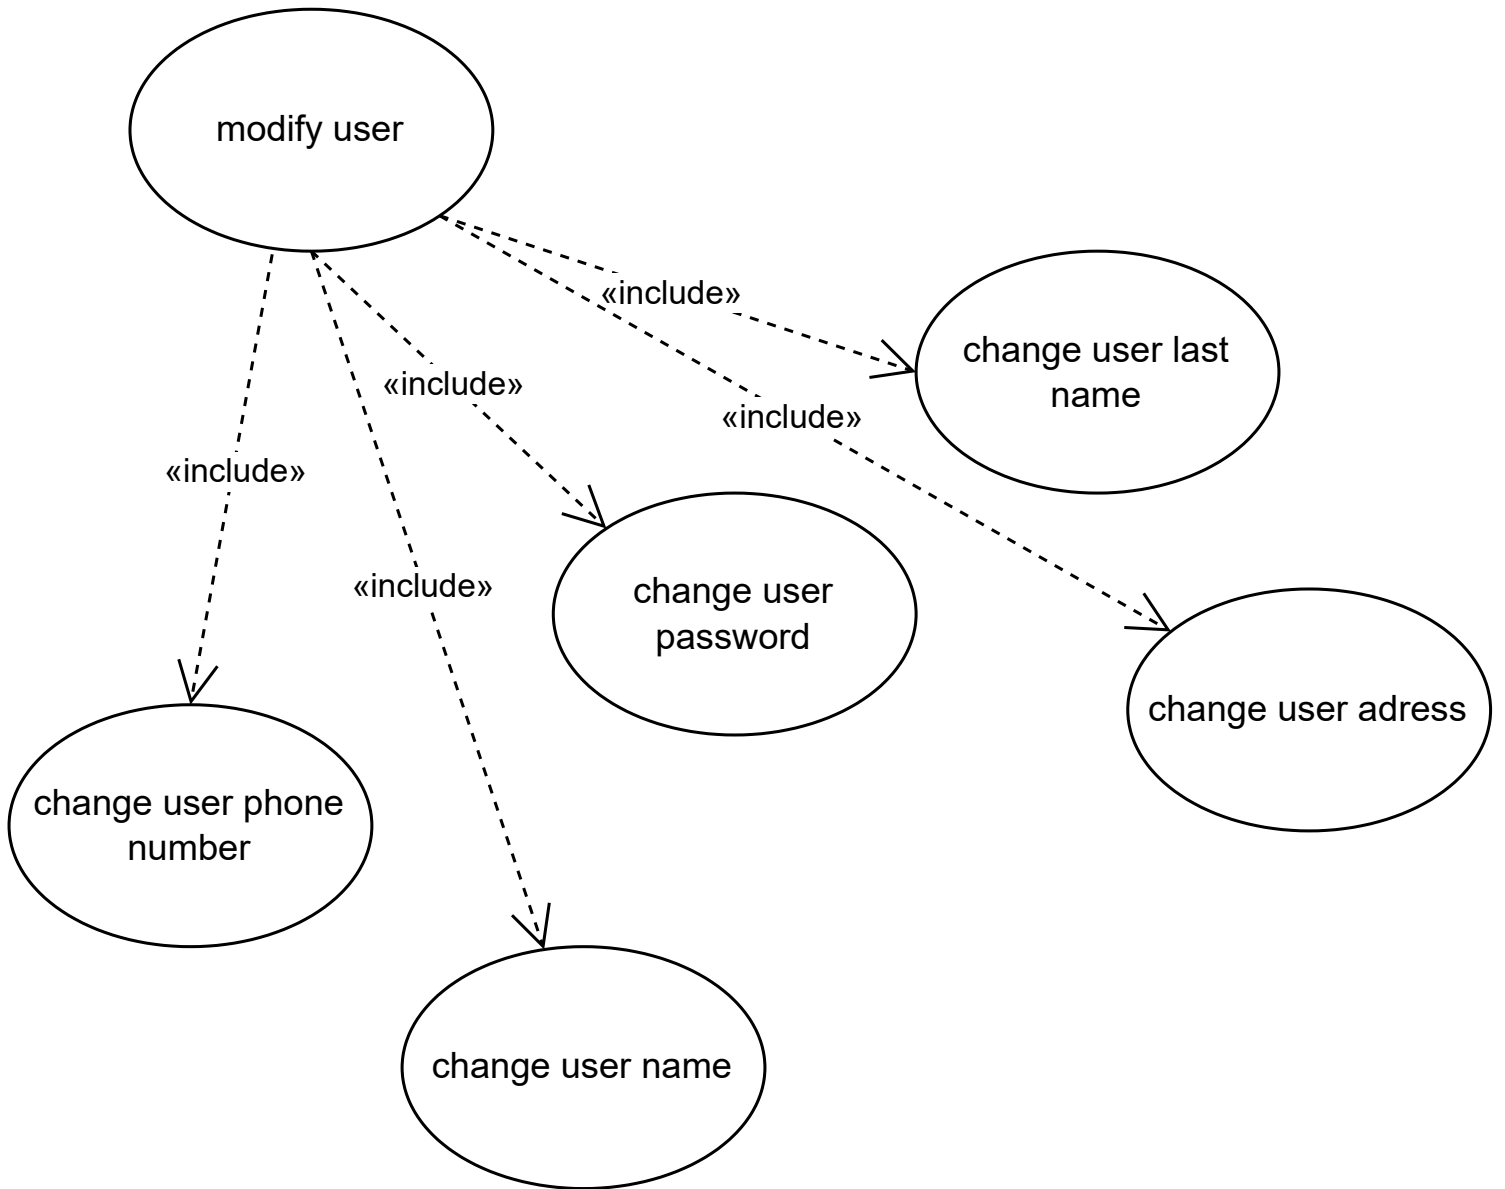 modify user
«include»
change user last
name
«include»
«include»
«include»
«include»
change user
password
change user adress
change user phone
number
change user name